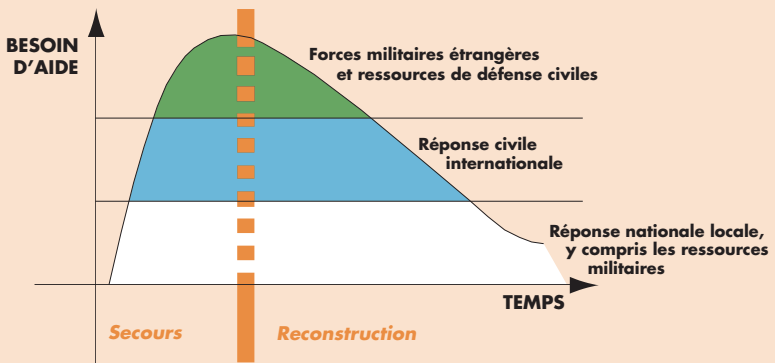 BESOIN
D'AIDE
Forces militaires étrangères
et ressources de défense civiles
Réponse civile
internationale
Réponse nationale locale,
y compris les ressources
militaires
TEMPS
Secours
Reconstruction